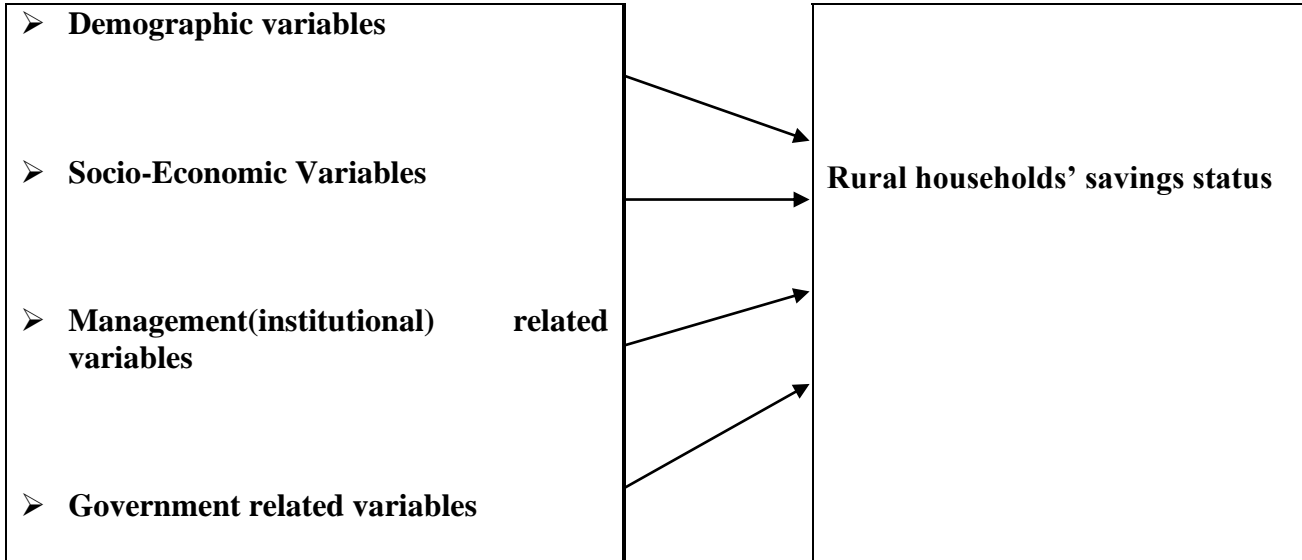 ➢ Demographic variables
➢ Socio-Economic Variables
Rural households’ savings status
➢ Management(institutional) related
variables
➢ Government related variables